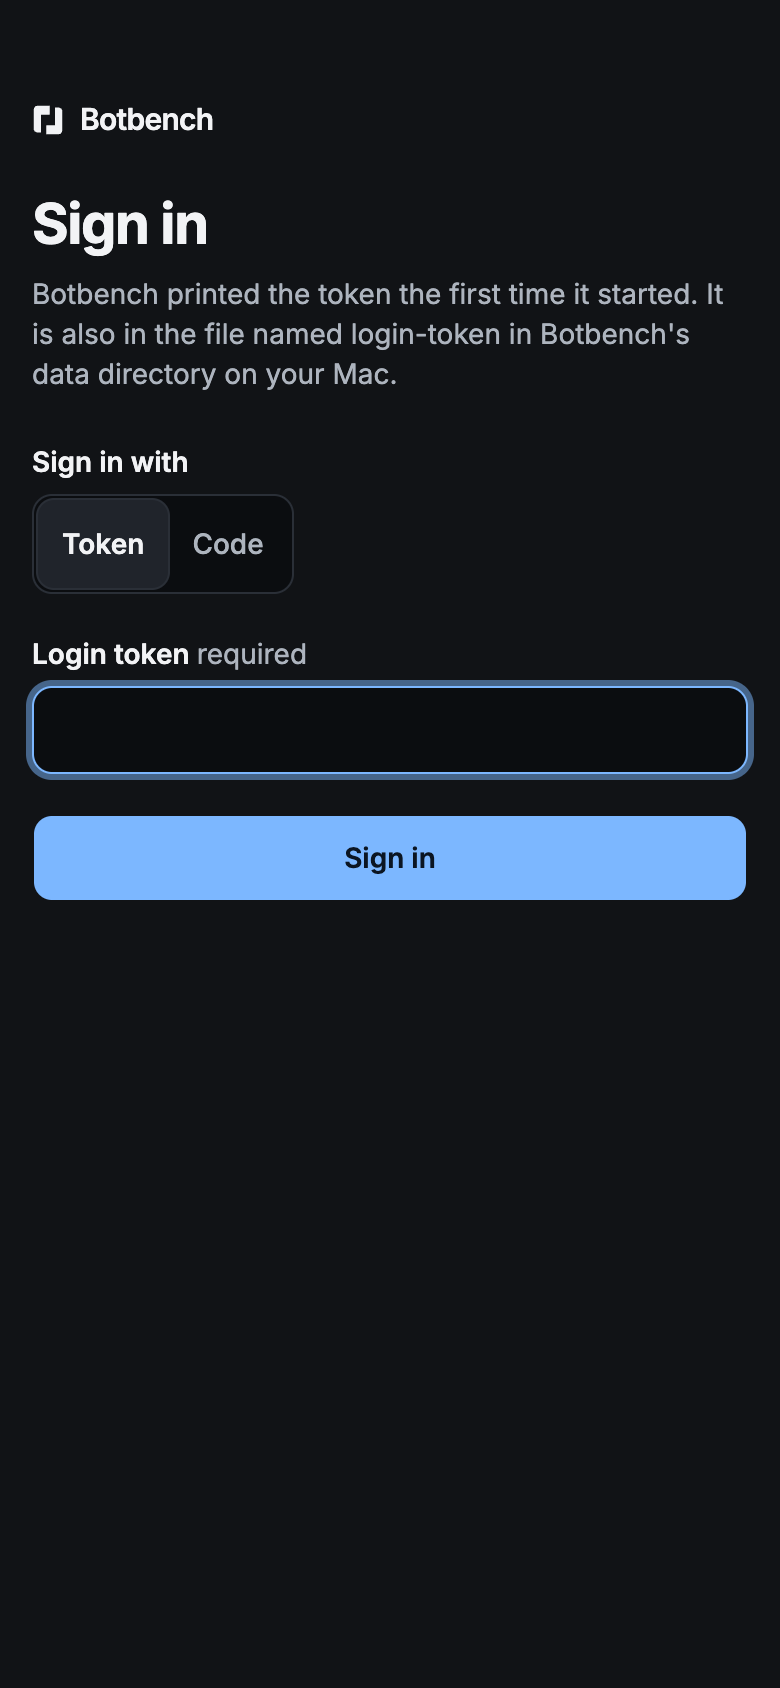 Botbench
Sign in
Botbench printed the token the first time it started. It
is also in the file named login-token in Botbench's
data directory on your Mac.
Sign in with
Token Code
Login token required
Sign in